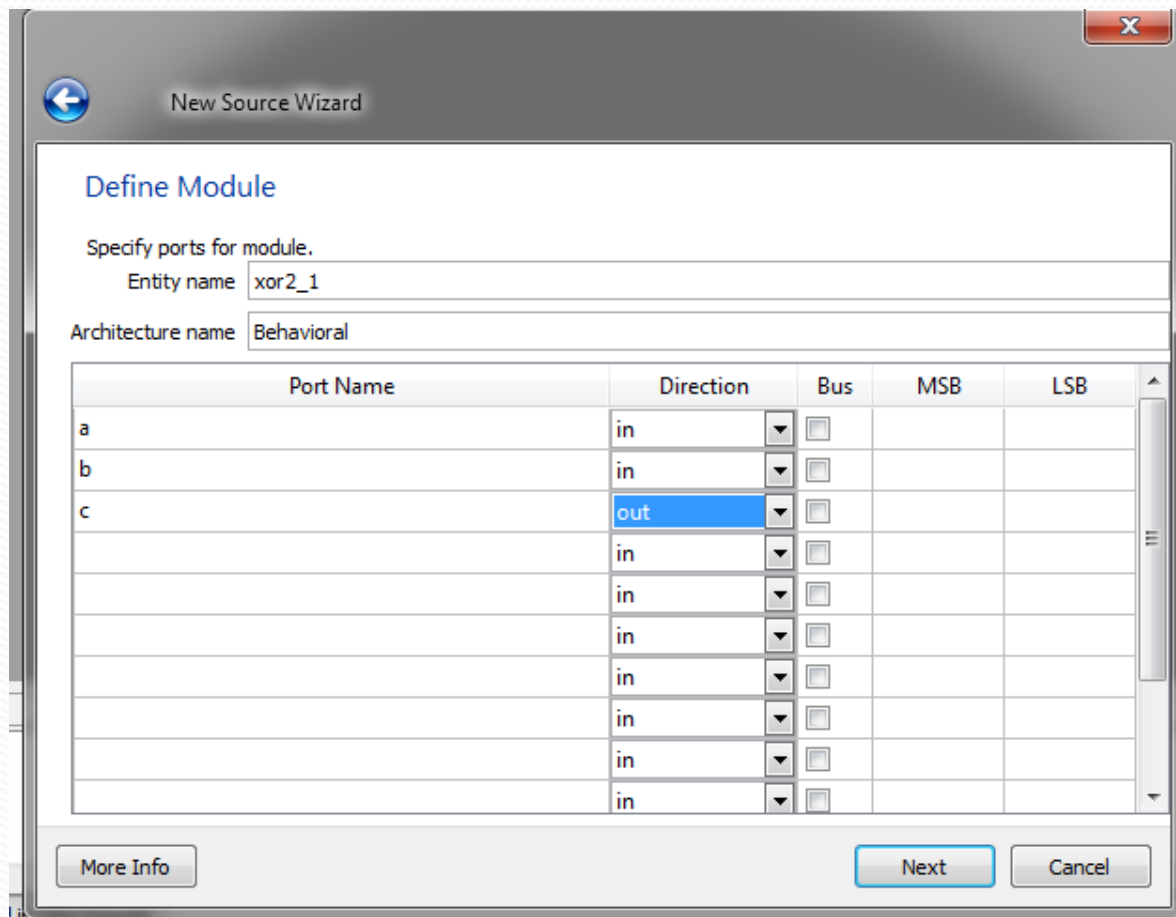 X
New Source Wizard
Define Module
Specify ports for module.
Entity name xor2_1
Architecture name Behavioral
Port Name Direction Bus MSB LSB
a in
b in
c out
in
in
in
in
in
in
in
More Info Next Cancel